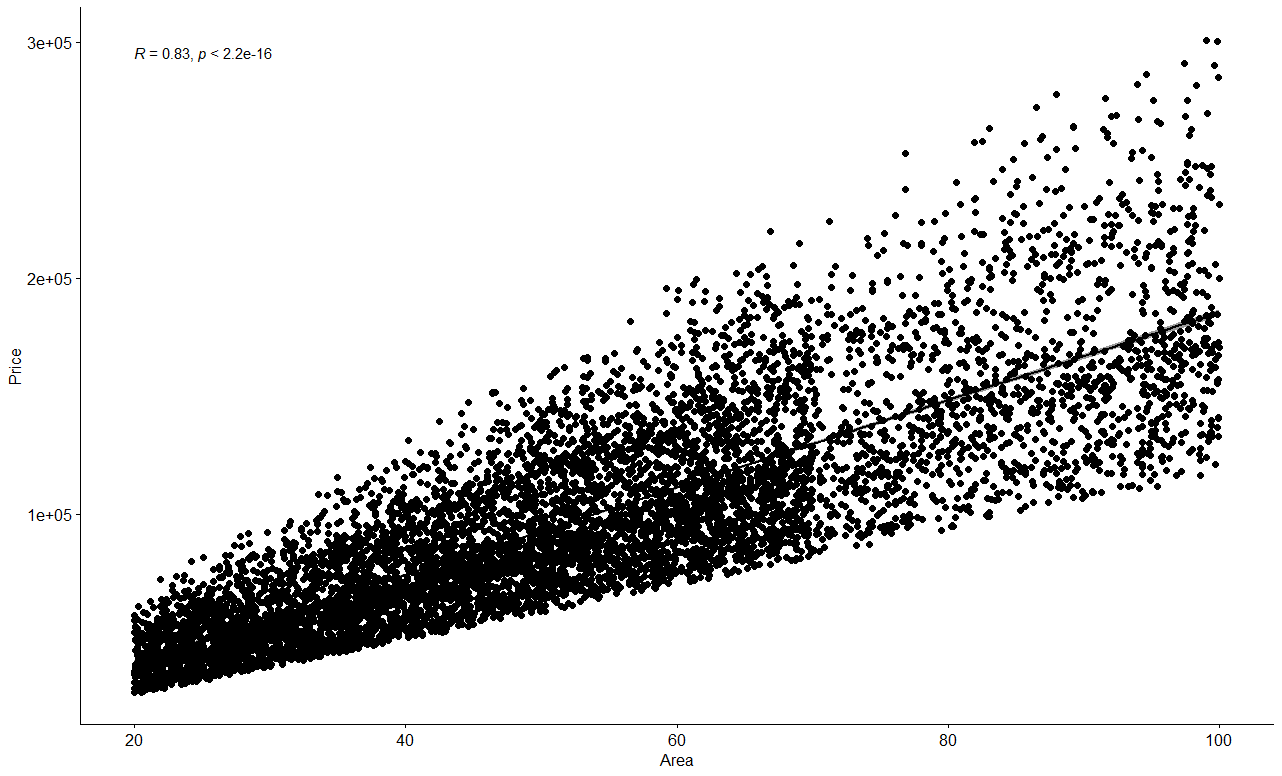 3e+05
R = 0.83, p < 2.2e-16
2e+05
Price
1e+05
20 40 60 80 100
Area